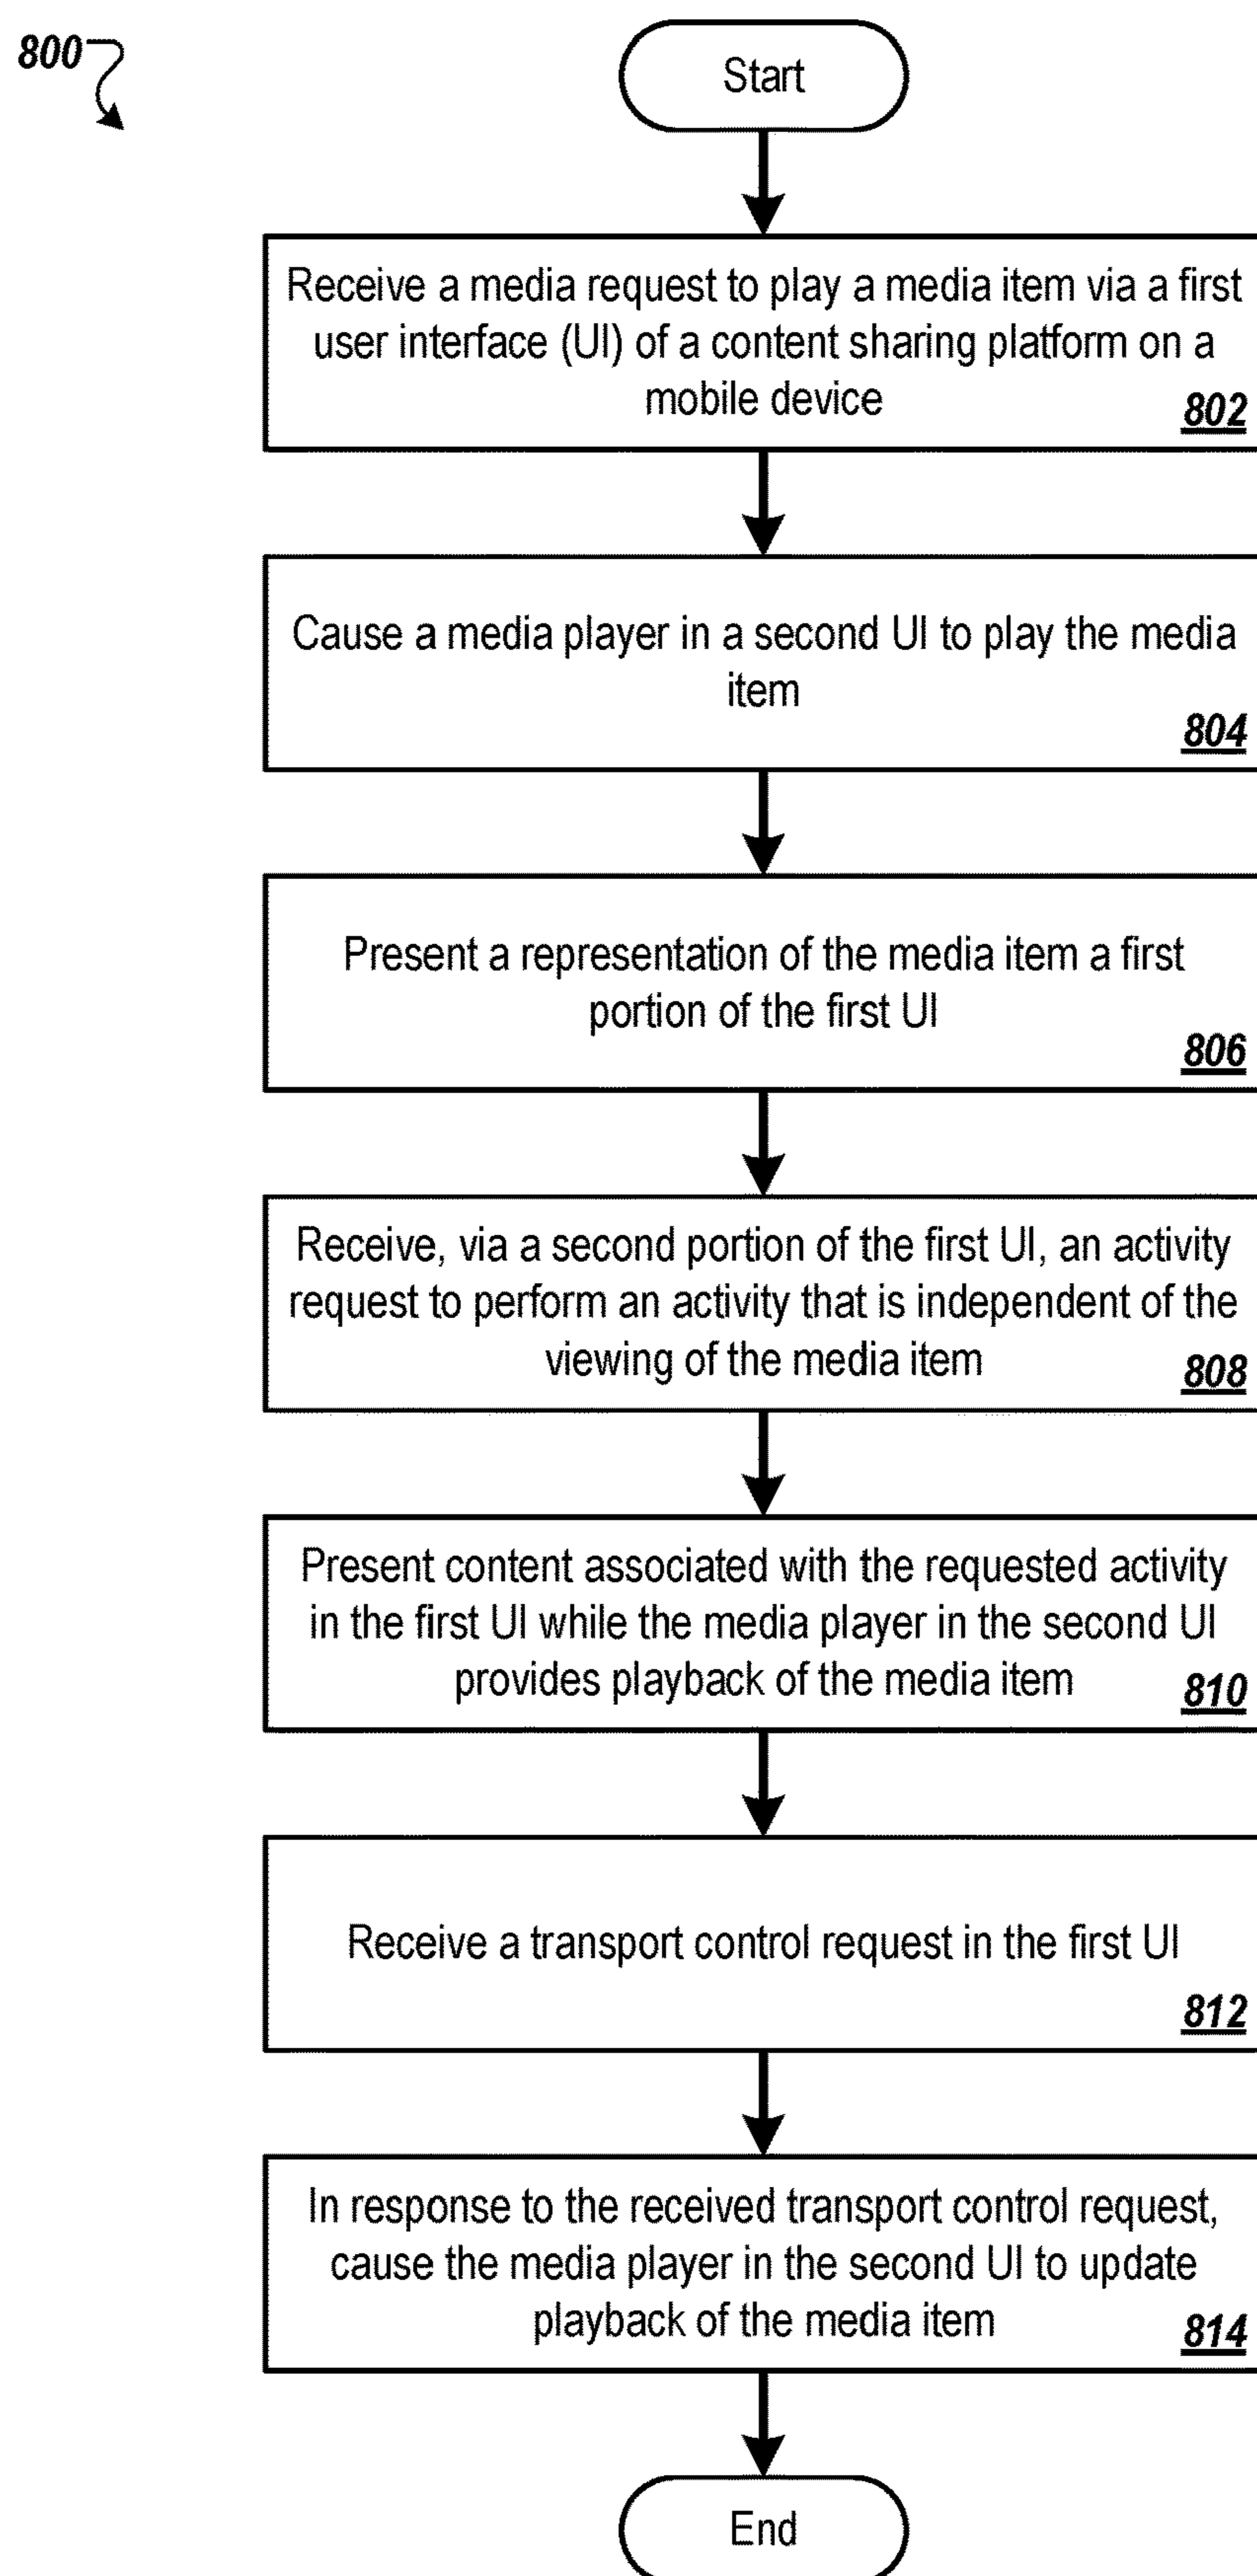 800
Start
Receive a media request to play a media item via a first
user interface (UI) of a content sharing platform on a
mobile device
802
Cause a media player in a second UI to play the media
item
804
Present a representation of the media item a first
portion of the first UI
806
Receive, via a second portion of the first UI, an activity
request to perform an activity that is independent of the
viewing of the media item
808
Present content associated with the requested activity
in the first UI while the media player in the second UI
provides playback of the media item
810
Receive a transport control request in the first UI
812
In response to the received transport control request,
cause the media player in the second UI to update
playback of the media item
814
End